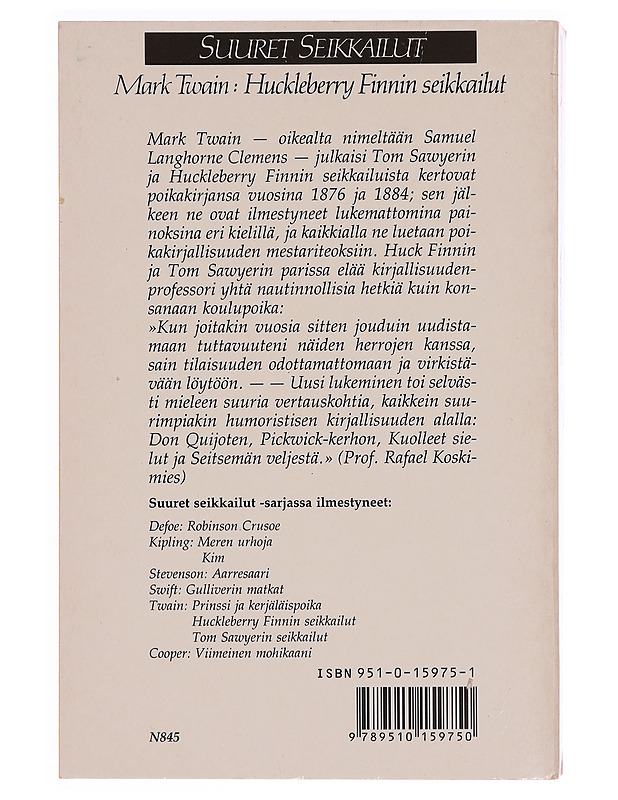 SUURET SEIKKAILUT
Mark Twain: Huckleberry Finnin seikkailut
Mark Twain — oikealta nimeltään Samuel
Langhorne Clemens — julkaisi Tom Sawyerin
ja Huckleberry Finnin seikkailuista kertovat
poikakirjansa vuosina 1876 ja 1884; sen jäl-
keen ne ovat ilmestyneet lukemattomina pai-
noksina eri kielillä, ja kaikkialla ne luetaan poi-
kakirjallisuuden mestariteoksiin. Huck Finnin
ja Tom Sawyerin parissa elää kirjallisuuden-
professori yhtä nautinnollisia hetkiä kuin kon-
sanaan koulupoika:
»Kun joitakin vuosia sitten jouduin uudista-
maan tuttavuuteni näiden herrojen kanssa,
sain tilaisuuden odottamattomaan ja virkistä-
vään löytöön. — — Uusi lukeminen toi selväs-
ti mieleen suuria vertauskohtia, kaikkein suu-
rimpiakin humoristisen kirjallisuuden alalla:
Don Quijoten, Pickwick-kerhon, Kuolleet sie-
lut ja Seitsemän veljestä.» (Prof. Rafael Koski-
mies)
Suuret seikkailut -sarjassa ilmestyneet:
Defoe: Robinson Crusoe
Kipling: Meren urhoja
Kim
Stevenson: Aarresaari
Swift: Gulliverin matkat
Twain: Prinssi ja kerjäläispoika
Huckleberry Finnin seikkailut
Tom Sawyerin seikkailut
Cooper: Viimeinen mohikaani
ISBN 951-0-15975-1
N845
9 789510 159750